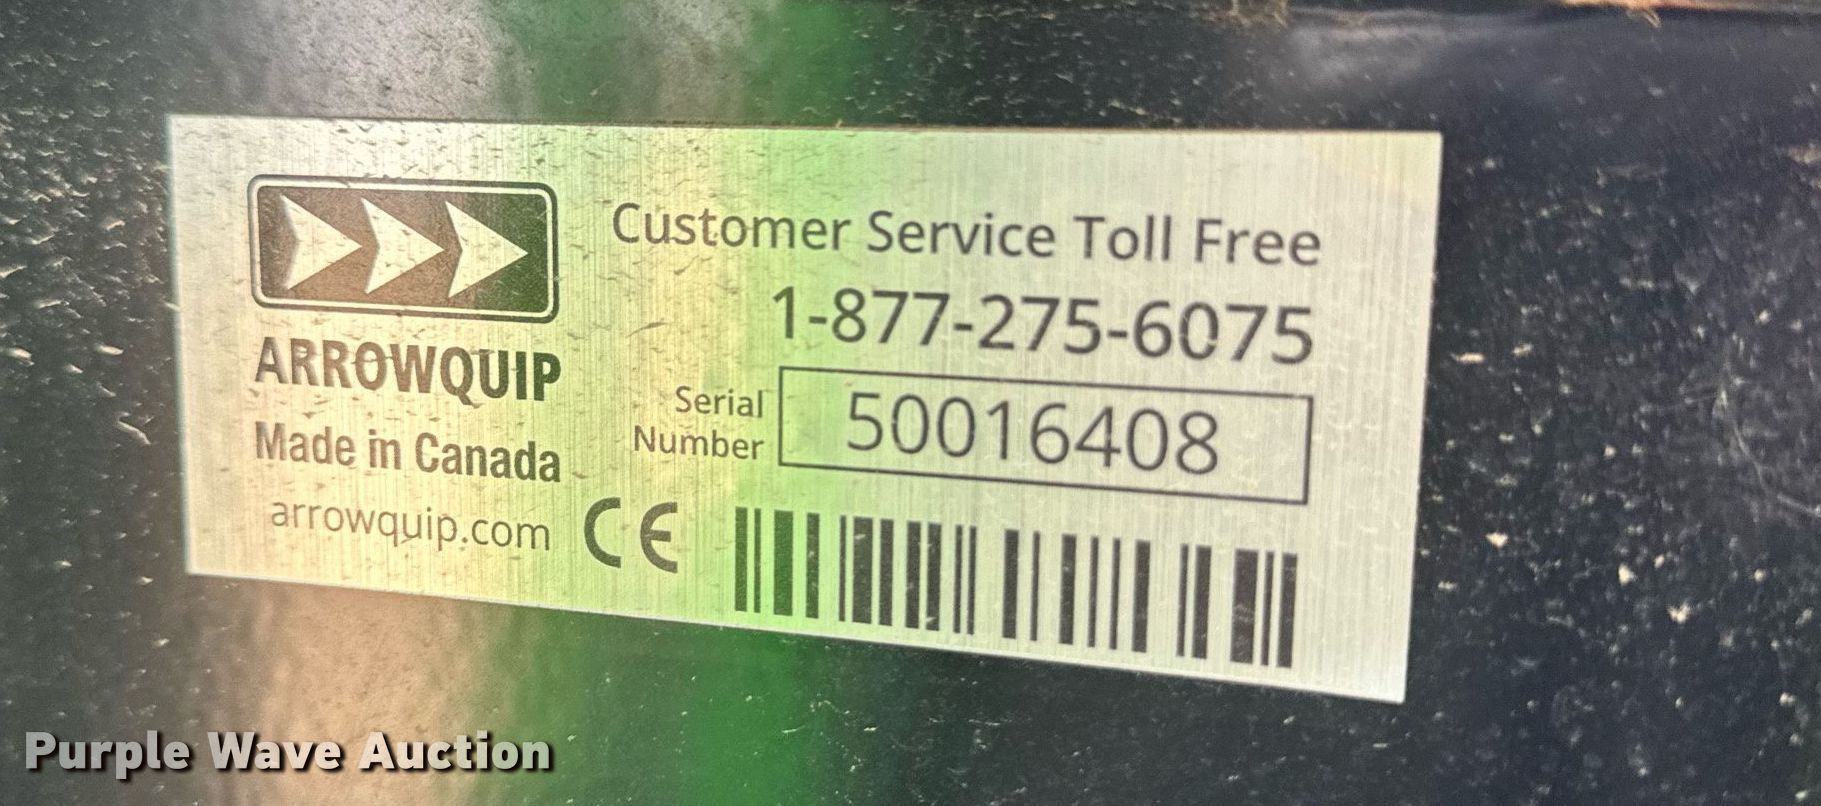 ARROWQUIP
Made in Canada
arrowquip.com
CE
Customer Service Toll Free
1-877-275-6075
Serial
Number
50016408
Purple Wave Auction